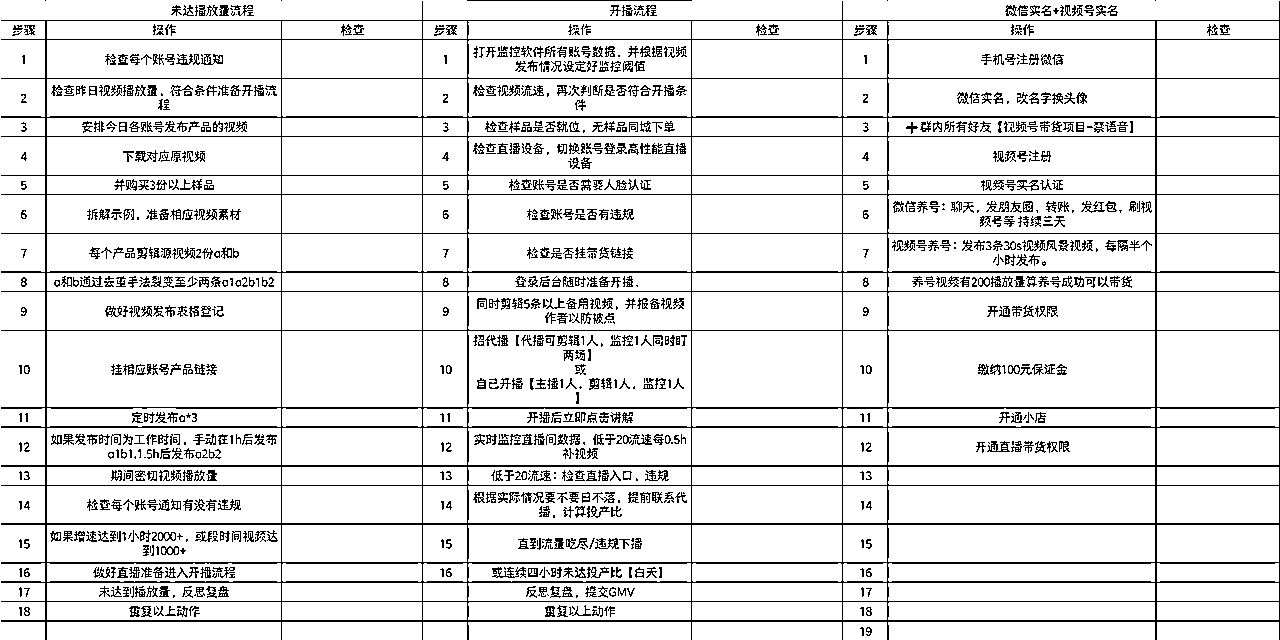 未达播放量流程 开播流程 微信实名+视频号实名
步骤 操作 检查 步骤 操作 检查 步骤 操作 检查
1 检查每个账号违规通知 1 打开监控软件所有账号数据,并根据视频
发布情况设定好监控阈值 1 手机号注册微信
2 检查昨日视频播放量,符合条件准备开播流
程 2 检查视频流速,再次判断是否符合开播条
件 2 微信实名,改名字换头像
3 安排今日各账号发布产品的视频 3 检查样品是否就位,无样品同城下单 3 十群内所有好友【视频号带货项目-禁语音】
4 下载对应原视频 4 检查直播设备,切换账号登录高性能直播
设备 4 视频号注册
5 并购买3份以上样品 5 检查账号是否需要人脸认证 5 视频号实名认证
6 拆解示例,准备相应视频素材 6 检查账号是否有违规 6 微信养号:聊天,发朋友圈,转账,发红包,刷视
频号等 持续三天
7 每个产品剪辑源视频2份a和b 7 检查是否挂带货链接 7 视频号养号:发布3条30s视频风景视频,每隔半个
小时发布。
8 a和b通过去重手法裂变至少两条a1a2b1b2 8 登录后台随时准备开播、 8 养号视频有200播放量算养号成功可以带货
9 做好视频发布表格登记 9 同时剪辑5条以上备用视频,并报备视频
作者以防被点 9 开通带货权限
10 挂相应账号产品链接 10 招代播【代播可剪辑1人,监控1人同时盯
两场】
或
自己开播【主播1人,剪辑1人,监控1人
】 10 缴纳100元保证金
11 定时发布a*3 11 开播后立即点击讲解 11 开通小店
12 如果发布时间为工作时间,手动在1h后发布
a1b1,1.5h后发布a2b2 12 实时监控直播间数据,低于20流速每0.5h
补视频 12 开通直播带货权限
13 期间密切视频播放量 13 低于20流速:检查直播入口,违规 13
14 检查每个账号通知有没有违规 14 根据实际情况要不要日不落,提前联系代
播,计算投产比 14
15 如果增速达到1小时2000+,或段时间视频达
到1000+ 15 直到流量吃尽/违规下播 15
16 做好直播准备进入开播流程 16 或连续四小时未达投产比【白天】 16
17 未达到播放量,反思复盘 反思复盘,提交GMV 17
18 重复以上动作 重复以上动作 18
19